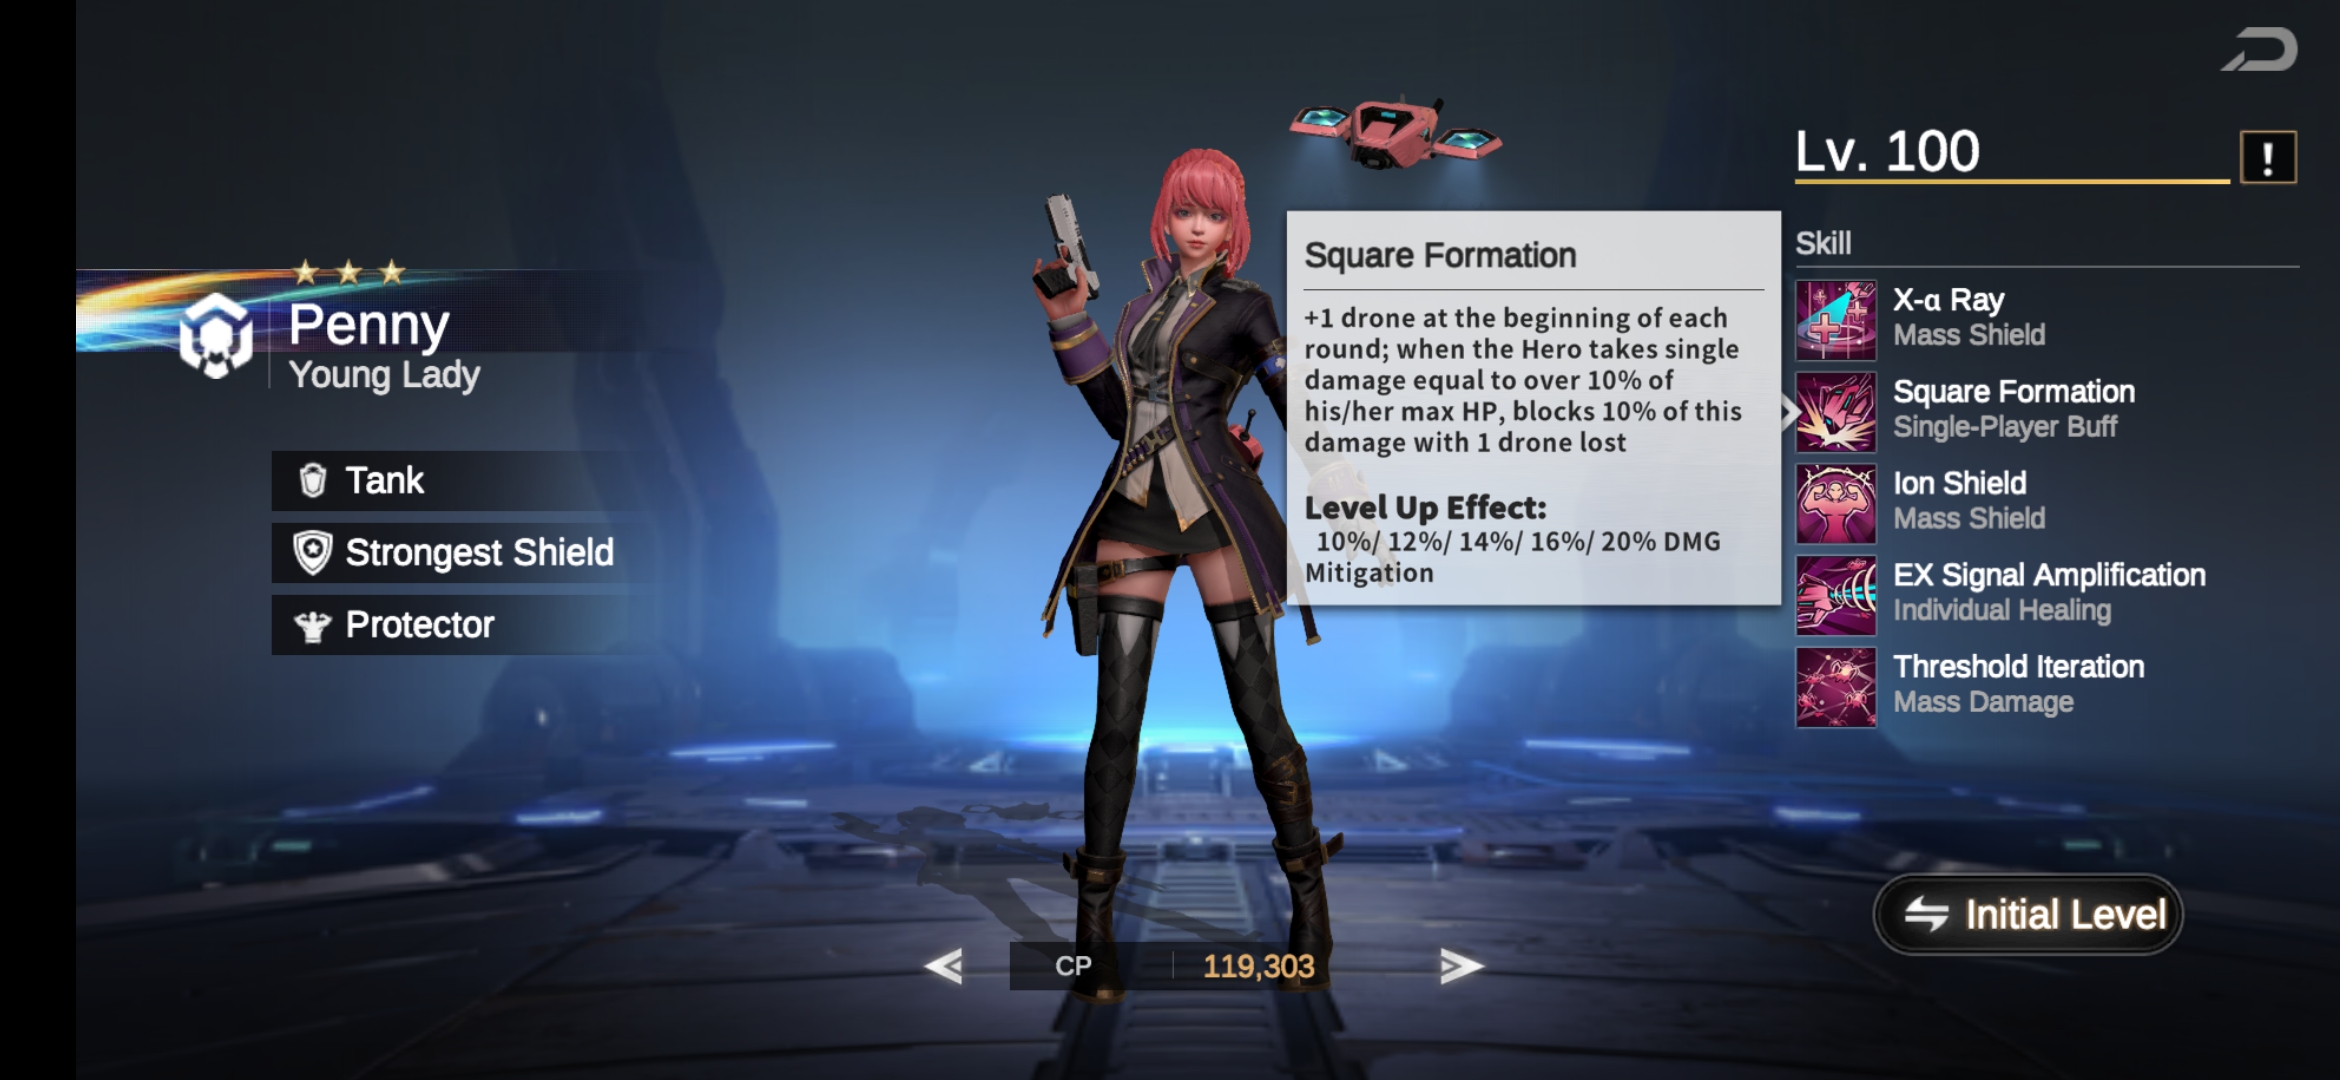 Penny
Young Lady
Tank
Strongest Shield
Protector
Square Formation
+1 drone at the beginning of each
round; when the Hero takes single
damage equal to over 10% of
his/her max HP, blocks 10% of this
damage with 1 drone lost
Level Up Effect:
10%/ 12%/ 14%/ 16%/ 20% DMG
Mitigation
Lv. 100
!
Skill
X-α Ray
Mass Shield
Square Formation
Single-Player Buff
Ion Shield
Mass Shield
EX Signal Amplification
Individual Healing
Threshold Iteration
Mass Damage
Initial Level
CP
119,303